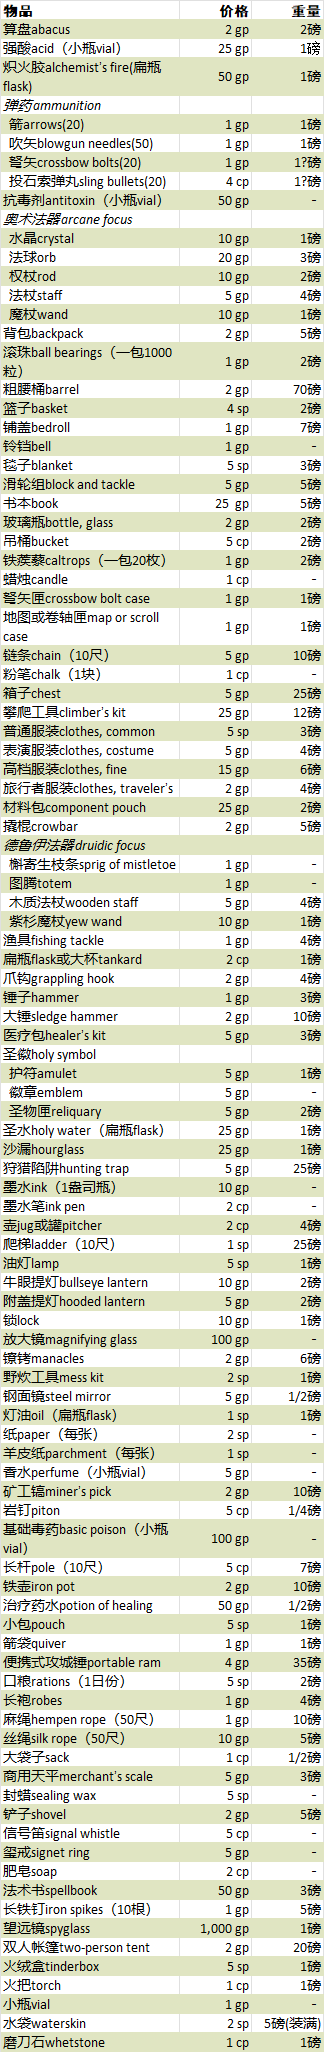 物品 价格 重量
算盘abacus 2 gp 2磅
强酸acid（小瓶vial） 25 gp 1磅
炽火胶alchemist's fire(扁瓶
flask) 50 gp 1磅
弹药ammunition
箭arrows(20) 1 gp 1磅
吹矢blowgun needles(50) 1 gp 1磅
弩矢crossbow bolts(20) 1 gp 1?磅
投石索弹丸sling bullets(20) 4 cp 1?磅
抗毒剂antitoxin（小瓶vial） 50 gp -
奥术法器arcane focus
水晶crystal 10 gp 1磅
法球orb 20 gp 3磅
权杖rod 10 gp 2磅
法杖staff 5 gp 4磅
魔杖wand 10 gp 1磅
背包backpack 2 gp 5磅
滚珠ball bearings（一包1000
粒） 1 gp 2磅
粗腰桶barrel 2 gp 70磅
篮子basket 4 sp 2磅
铺盖bedroll 1 gp 7磅
铃铛bell 1 gp -
毯子blanket 5 sp 3磅
滑轮组block and tackle 5 gp 5磅
书本book 25 gp 5磅
玻璃瓶bottle, glass 2 gp 2磅
吊桶bucket 5 cp 2磅
铁蒺藜caltrops（一包20枚） 1 gp 2磅
蜡烛candle 1 cp -
弩矢匣crossbow bolt case 1 gp 1磅
地图或卷轴匣map or scroll
case 1 gp 1磅
链条chain（10尺） 5 gp 10磅
粉笔chalk（1块） 1 cp -
箱子chest 5 gp 25磅
攀爬工具climber's kit 25 gp 12磅
普通服装clothes, common 5 sp 3磅
表演服装clothes, costume 5 gp 4磅
高档服装clothes, fine 15 gp 6磅
旅行者服装clothes, traveler's 2 gp 4磅
材料包component pouch 25 gp 2磅
撬棍crowbar 2 gp 5磅
德鲁伊法器druidic focus
槲寄生枝条sprig of mistletoe 1 gp -
图腾totem 1 gp -
木质法杖wooden staff 5 gp 4磅
紫杉魔杖yew wand 10 gp 1磅
渔具fishing tackle 1 gp 4磅
扁瓶flask或大杯tankard 2 cp 1磅
爪钩grappling hook 2 gp 4磅
锤子hammer 1 gp 3磅
大锤sledge hammer 2 gp 10磅
医疗包healer's kit 5 gp 3磅
圣徽holy symbol
护符amulet 5 gp 1磅
徽章emblem 5 gp -
圣物匣reliquary 5 gp 2磅
圣水holy water（扁瓶flask） 25 gp 1磅
沙漏hourglass 25 gp 1磅
狩猎陷阱hunting trap 5 gp 25磅
墨水ink（1盎司瓶） 10 gp -
墨水笔ink pen 2 cp -
壶jug或罐pitcher 2 cp 4磅
爬梯ladder（10尺） 1 sp 25磅
油灯lamp 5 sp 1磅
牛眼提灯bullseye lantern 10 gp 2磅
附盖提灯hooded lantern 5 gp 2磅
锁lock 10 gp 1磅
放大镜magnifying glass 100 gp -
镣铐manacles 2 gp 6磅
野炊工具mess kit 2 sp 1磅
钢面镜steel mirror 5 gp 1/2磅
灯油oil（扁瓶flask） 1 sp 1磅
纸paper（每张） 2 sp -
羊皮纸parchment（每张） 1 sp -
香水perfume（小瓶vial） 5 gp -
矿工镐miner's pick 2 gp 10磅
岩钉piton 5 cp 1/4磅
基础毒药basic poison（小瓶
vial） 100 gp -
长杆pole（10尺） 5 cp 7磅
铁壶iron pot 2 gp 10磅
治疗药水potion of healing 50 gp 1/2磅
小包pouch 5 sp 1磅
箭袋quiver 1 gp 1磅
便携式攻城锤portable ram 4 gp 35磅
口粮rations（1日份） 5 sp 2磅
长袍robes 1 gp 4磅
麻绳hempen rope（50尺） 1 gp 10磅
丝绳silk rope（50尺） 10 gp 5磅
大袋子sack 1 cp 1/2磅
商用天平merchant's scale 5 gp 3磅
封蜡sealing wax 5 sp -
铲子shovel 2 gp 5磅
信号笛signal whistle 5 cp -
玺戒signet ring 5 gp -
肥皂soap 2 cp -
法术书spellbook 50 gp 3磅
长铁钉iron spikes（10根） 1 gp 5磅
望远镜spyglass 1,000 gp 1磅
双人帐篷two-person tent 2 gp 20磅
火绒盒tinderbox 5 sp 1磅
火把torch 1 cp 1磅
小瓶vial 1 gp -
水袋waterskin 2 sp 5磅(装满)
磨刀石whetstone 1 cp 1磅